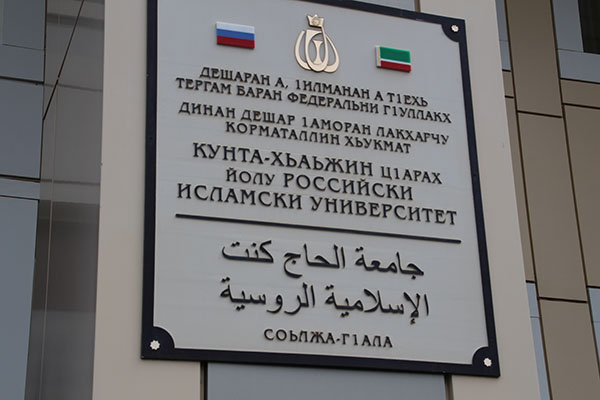 ДЕШАРАН А, 1ИЛМАНАН А Т1ЕХЬ
ТЕРГАМ БАРАН ФЕДЕРАЛЬНИ Г1УЛЛАКХ
ДИНАН ДЕШАР 1АМОРАН ЛАКХАРЧУ
КОРМАТАЛЛИН ХЬУКМАТ
КУНТА-ХЬАЬЖИН Ц1АРАХ
ЙОЛУ РОССИЙСКИ
ИСЛАМСКИ УНИВЕРСИТЕТ
جامعة الحاج كنت
الإسلامية الروسية
СОЬЛЖА-Г1АЛА